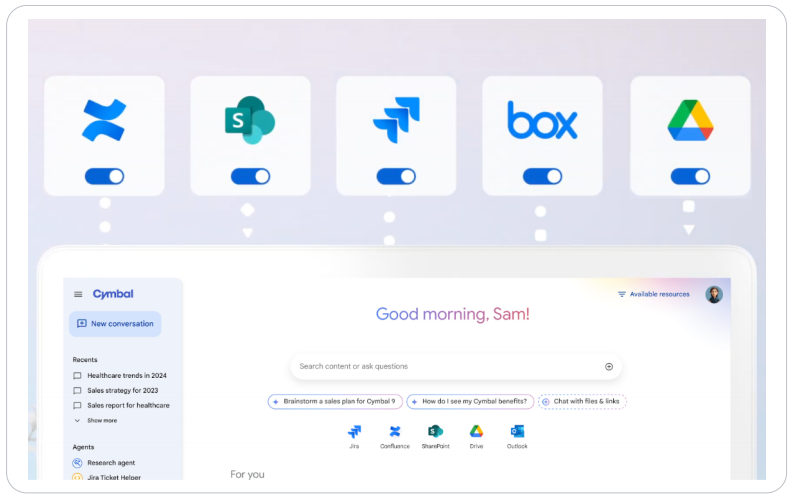 S
box
Cymbal
Available resources
Good morning, Sam!
New conversation
Search content or ask questions
Recents
Healthcare trends in 2024
Sales strategy for 2023
Sales report for healthcare
Show more
Brainstorm a sales plan for Cymbal 9
How do I see my Cymbal benefits?
Chat with files & links
Jira
Confluence
SharePoint
Drive
Outlook
Agents
Research agent
Jira Ticket Helper
For you